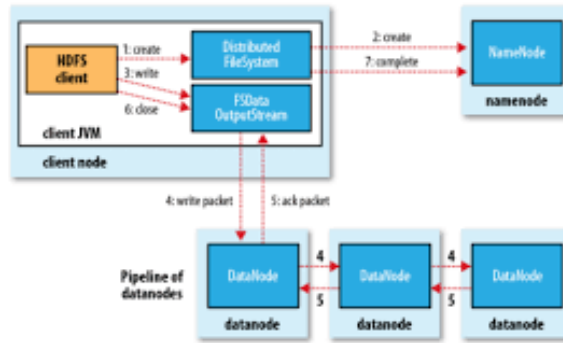 HDFS
client
1: create
3: write
6: close
Distributed
FileSystem
FSData
OutputStream
client JVM
client node
2: create
7: complete
NameNode
namenode
4: write packet
5: ack packet
Pipeline of
datanodes
DataNode
datanode
4
5
DataNode
datanode
4
5
DataNode
datanode